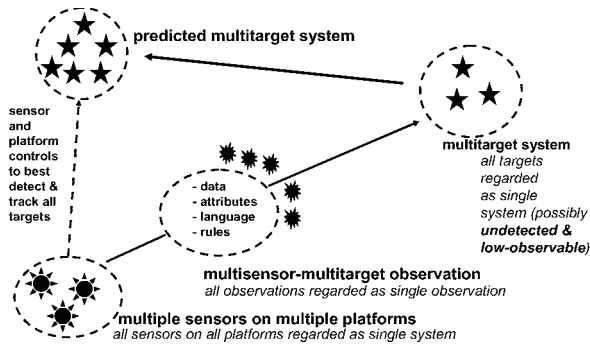 predicted multitarget system
sensor
and
platform
controls
to best
detect &
track all
targets
multitarget system
all targets
regarded
as single
system (possibly
undetected &
low-observable)
- data
- attributes
- language
- rules
multisensor-multitarget observation
all observations regarded as single observation
multiple sensors on multiple platforms
all sensors on all platforms regarded as single system